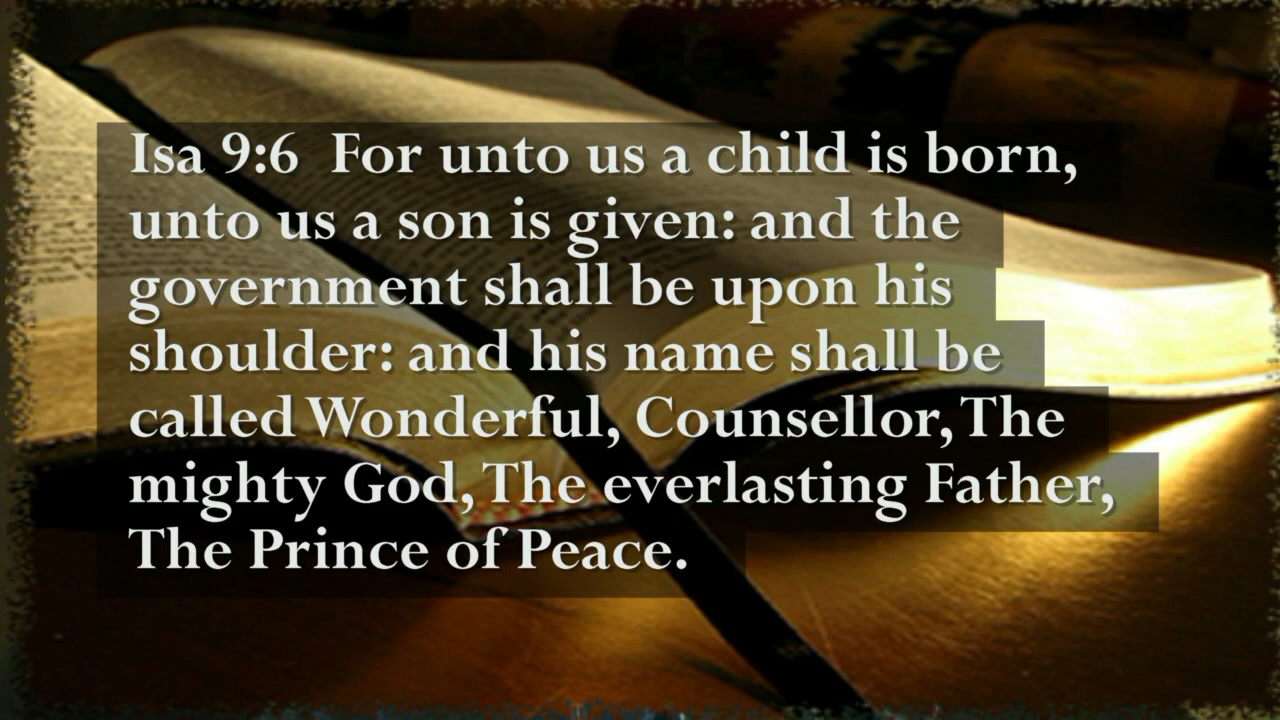 Isa 9:6  For unto us a child is born,
unto us a son is given: and the
government shall be upon his
shoulder: and his name shall be
called Wonderful, Counsellor, The
mighty God, The everlasting Father,
The Prince of Peace.